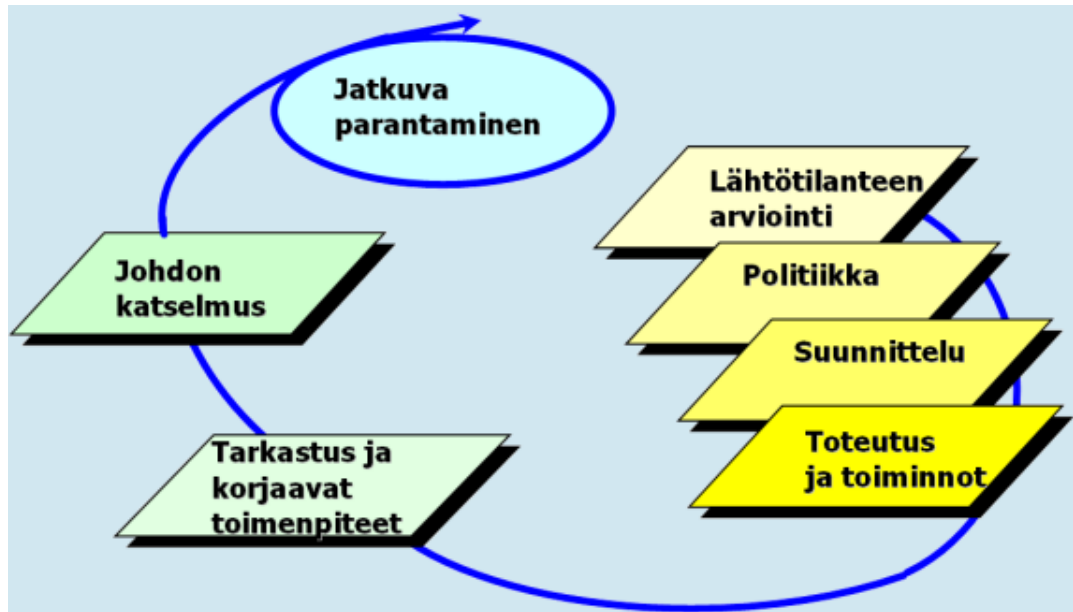 Jatkuva
parantaminen
Lähtötilanteen
arviointi
Politiikka
Suunnittelu
Toteutus
ja toiminnot
Tarkastus ja
korjaavat
toimenpiteet
Johdon
katselmus